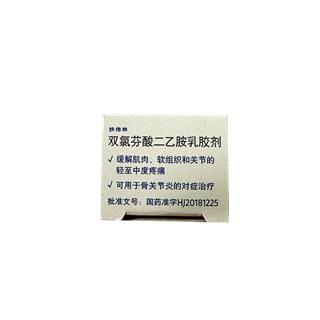 扶他林
双氯芬酸二乙胺乳胶剂
√ 缓解肌肉、软组织和关节的
轻至中度疼痛
√ 可用于骨关节炎的对症治疗
批准文号：国药准字HJ20181225